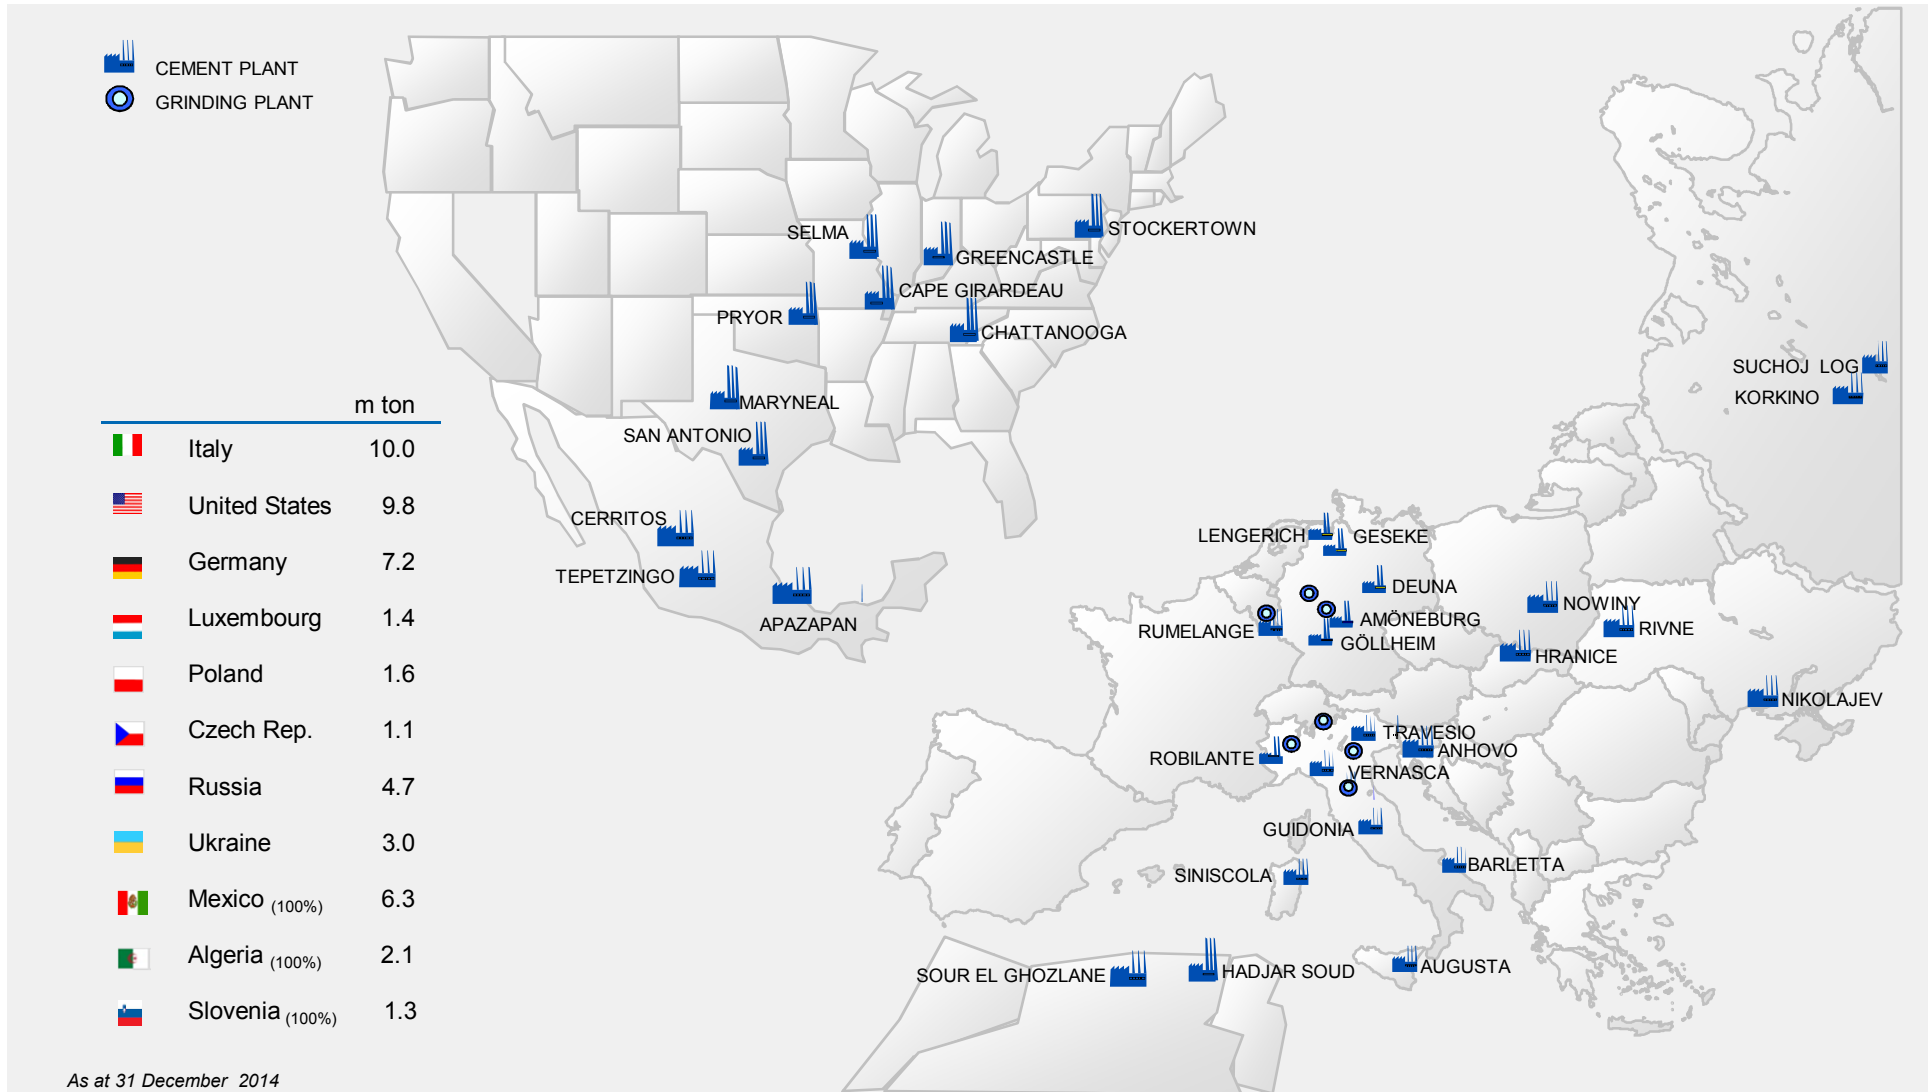 CEMENT PLANT
GRINDING PLANT
SELMA
STOCKERTOWN
GREENCASTLE
CAPE GIRARDEAU
PRYOR
CHATTANOOGA
MARYNEAL
SAN ANTONIO
CERRITOS
TEPETZINGO
APAZAPAN
SUCHOJ LOG
KORKINO
LENGERICH
GESEKE
DEUNA
NOWINY
AMÖNEBURG
RUMELANGE
RIVNE
GÖLLHEIM
HRANICE
NIKOLAJEV
TRAVESIO
ANHOVO
ROBILANTE
VERNASCA
GUIDONIA
BARLETTA
SINISCOLA
SOUR EL GHOZLANE
HADJAR SOUD
AUGUSTA
m ton
Italy 10.0
United States 9.8
Germany 7.2
Luxembourg 1.4
Poland 1.6
Czech Rep. 1.1
Russia 4.7
Ukraine 3.0
Mexico (100%) 6.3
Algeria (100%) 2.1
Slovenia (100%) 1.3
As at 31 December 2014